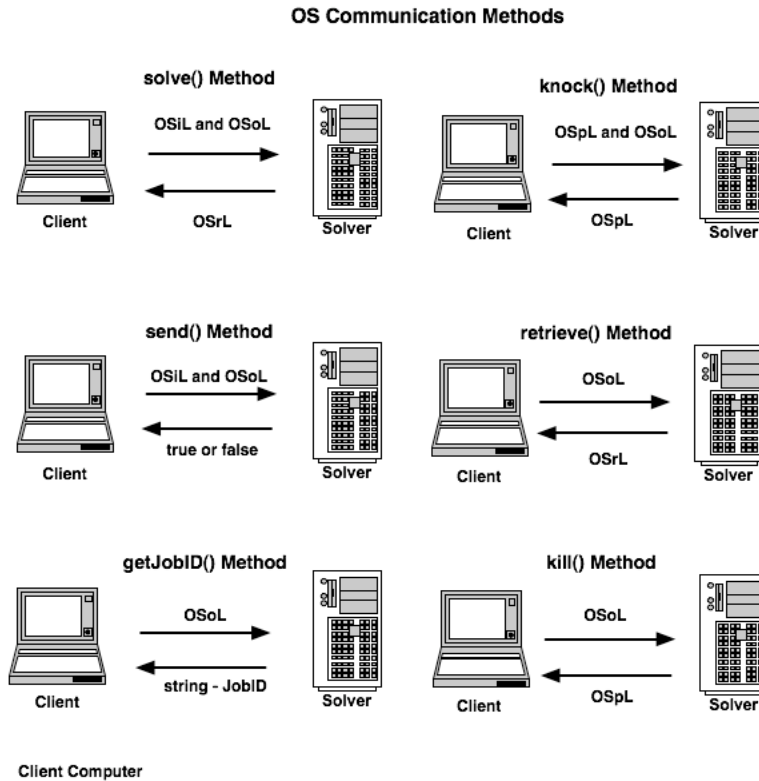 OS Communication Methods
solve() Method
OSiL and OSoL
OSrL
Client
Solver
knock() Method
OSpL and OSoL
OSpL
Client
Solver
send() Method
OSiL and OSoL
true or false
Client
Solver
retrieve() Method
OSoL
OSrL
Client
Solver
getJobID() Method
OSoL
string - JobID
Client
Solver
kill() Method
OSoL
OSpL
Client
Solver
Client Computer